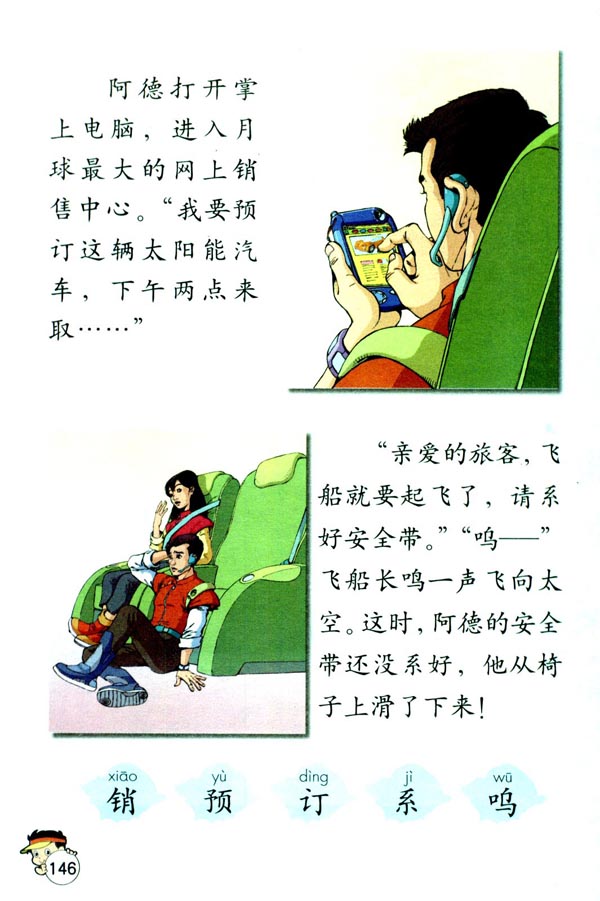 阿德打开掌
上电脑，进入月
球最大的网上销
售中心。“我要预
订这辆太阳能汽
车，下午两点来
取……”
“亲爱的旅客，飞
船就要起飞了，请系
好安全带。”“呜——”
飞船长鸣一声飞向太
空。这时，阿德的安全
带还没系好，他从椅
子上滑了下来！
xiāo yù dìng jì wū
销 预 订 系 呜
146